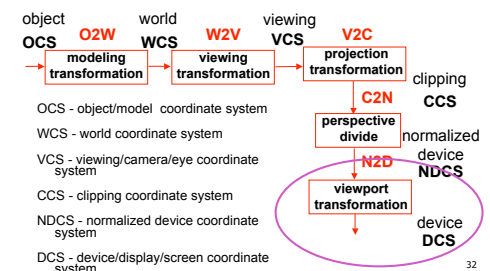 object
world
viewing
OCS
O2W
WCS
W2V
VCS
V2C
modeling
transformation
viewing
transformation
projection
transformation
clipping
CCS
C2N
perspective
divide
normalized
device
NDCS
N2D
viewport
transformation
device
DCS
OCS - object/model coordinate system
WCS - world coordinate system
VCS - viewing/camera/eye coordinate
system
CCS - clipping coordinate system
NDCS - normalized device coordinate
system
DCS - device/display/screen coordinate
system
32